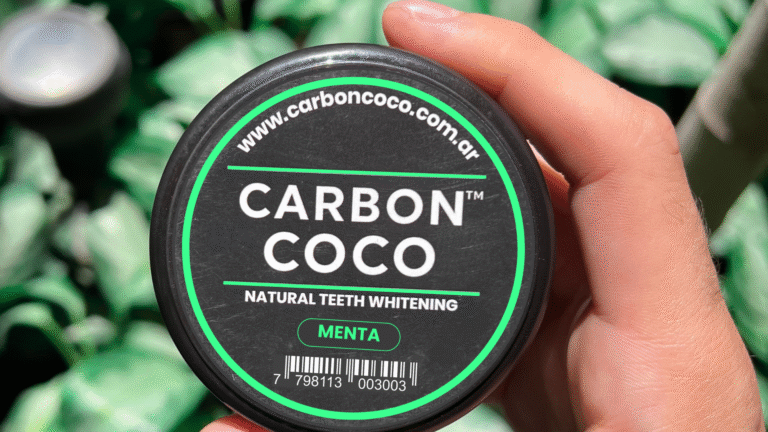 www.carboncoco.com.ar
CARBON™
COCO
NATURAL TEETH WHITENING
MENTA
7 798113 003003